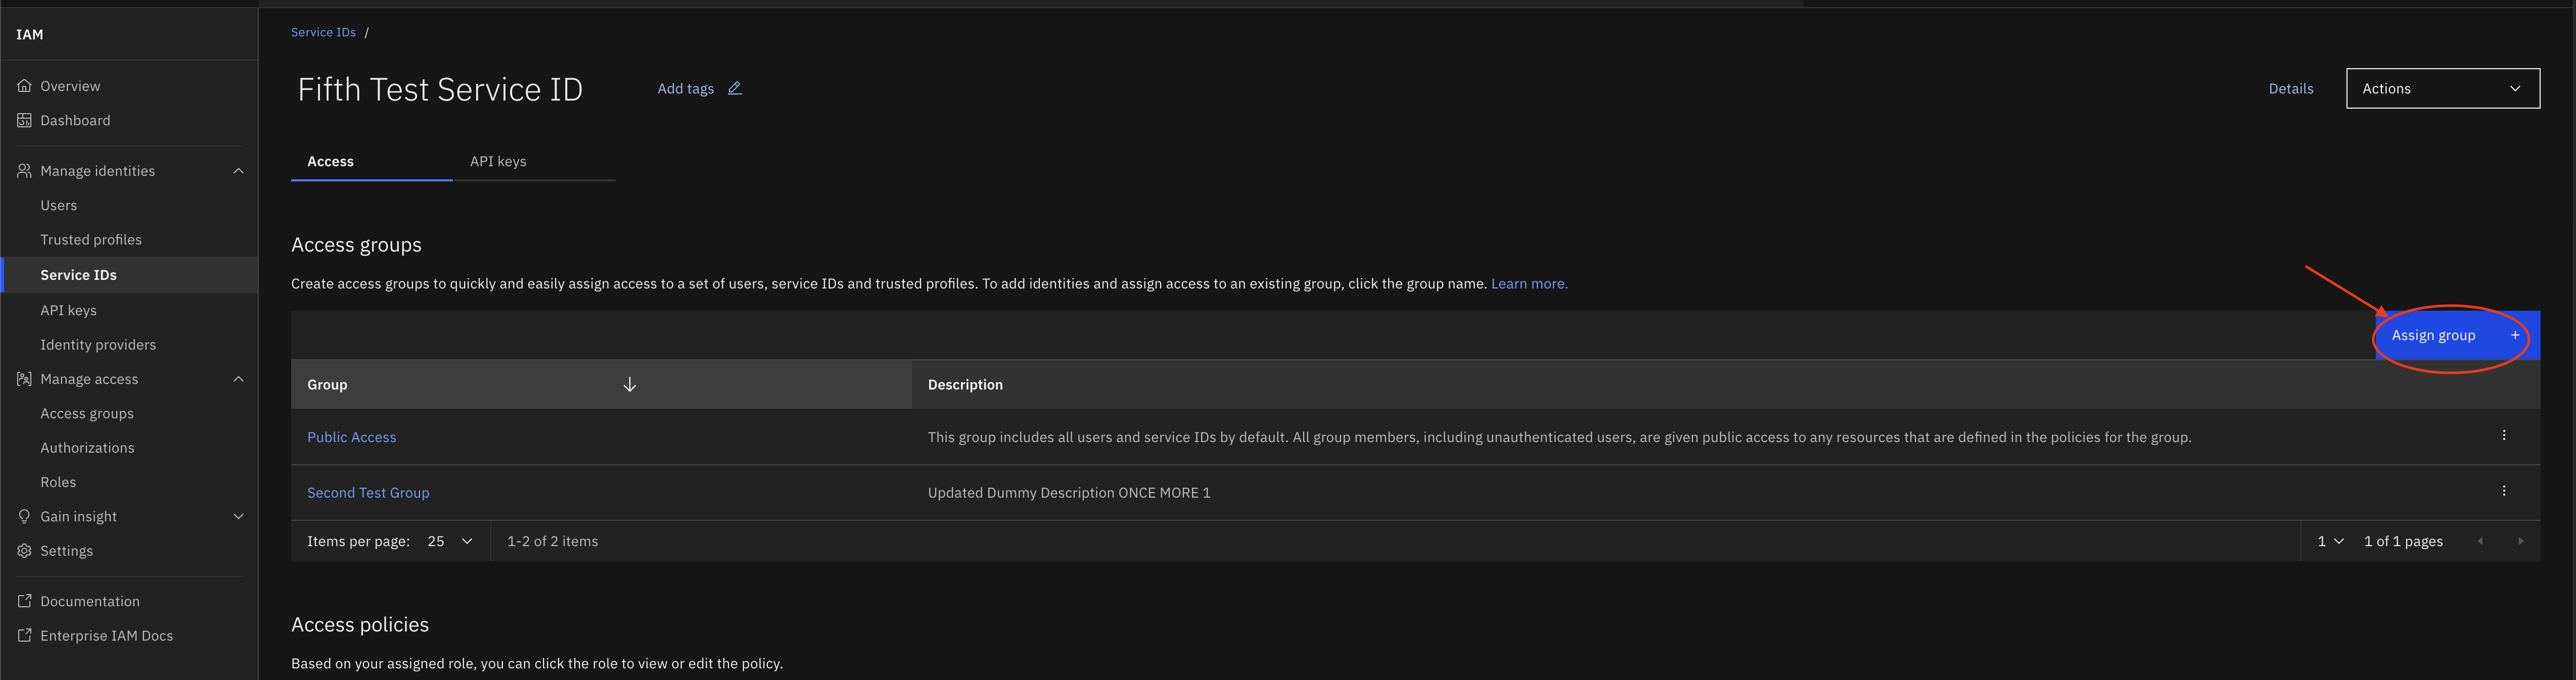 IAM
Overview
Dashboard
Manage identities
Users
Trusted profiles
Service IDs
API keys
Identity providers
Manage access
Access groups
Authorizations
Roles
Gain insight
Settings
Documentation
Enterprise IAM Docs
Service IDs /
Fifth Test Service ID
Add tags
Details
Actions
Access
API keys
Access groups
Create access groups to quickly and easily assign access to a set of users, service IDs and trusted profiles. To add identities and assign access to an existing group, click the group name. Learn more.
Assign group +
Group
Description
Public Access
This group includes all users and service IDs by default. All group members, including unauthenticated users, are given public access to any resources that are defined in the policies for the group.
Second Test Group
Updated Dummy Description ONCE MORE 1
Items per page: 25
1-2 of 2 items
1
1 of 1 pages
Access policies
Based on your assigned role, you can click the role to view or edit the policy.